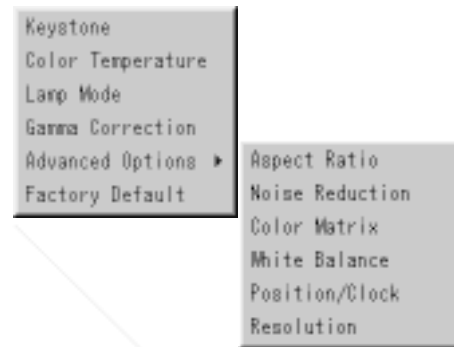 Keystone
Color Temperature
Lamp Mode
Gamma Correction
Advanced Options ▶
Factory Default
Aspect Ratio
Noise Reduction
Color Matrix
White Balance
Position/Clock
Resolution